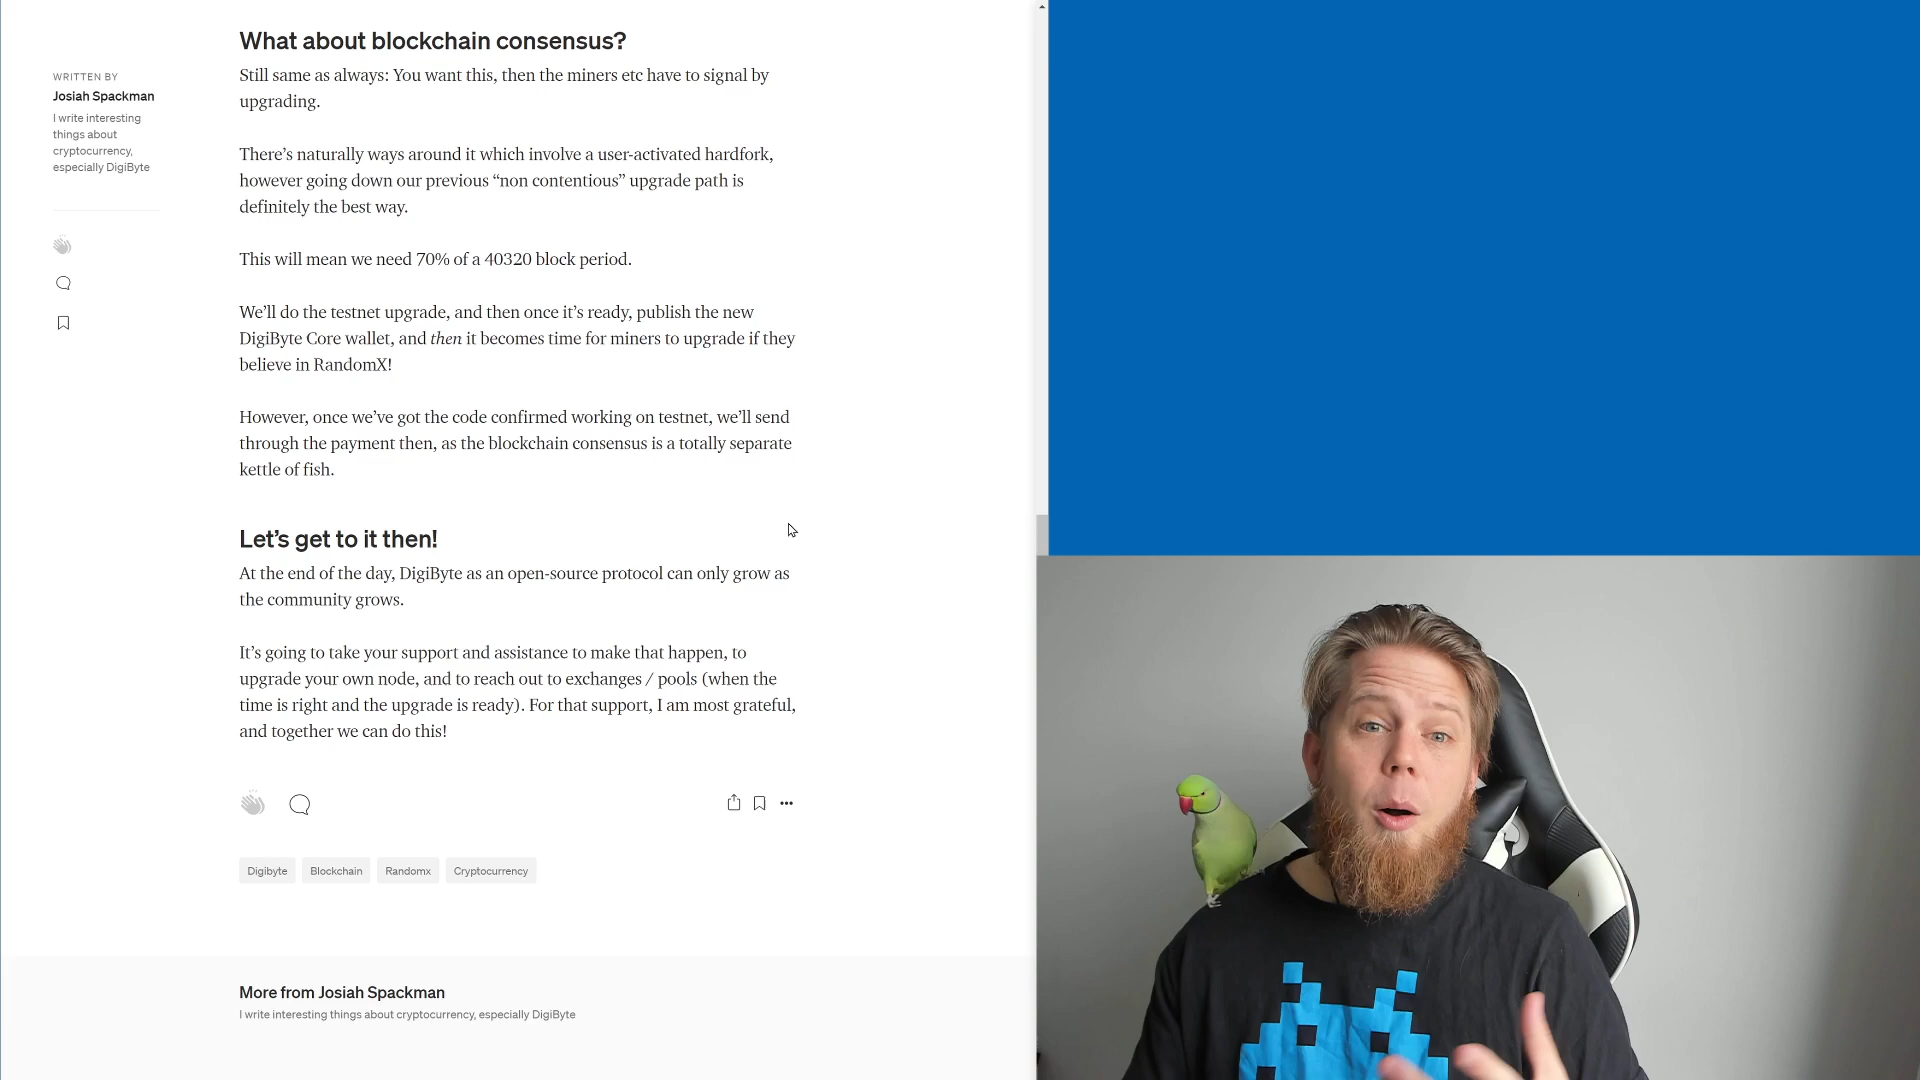 What about blockchain consensus?
Still same as always: You want this, then the miners etc have to signal by
upgrading.
WRITTEN BY
Josiah Spackman
I write interesting
things about
cryptocurrency,
especially DigiByte
There’s naturally ways around it which involve a user-activated hardfork,
however going down our previous “non contentious” upgrade path is
definitely the best way.
This will mean we need 70% of a 40320 block period.
We’ll do the testnet upgrade, and then once it’s ready, publish the new
DigiByte Core wallet, and then it becomes time for miners to upgrade if they
believe in RandomX!
However, once we’ve got the code confirmed working on testnet, we’ll send
through the payment then, as the blockchain consensus is a totally separate
kettle of fish.
Let’s get to it then!
At the end of the day, DigiByte as an open-source protocol can only grow as
the community grows.
It’s going to take your support and assistance to make that happen, to
upgrade your own node, and to reach out to exchanges / pools (when the
time is right and the upgrade is ready). For that support, I am most grateful,
and together we can do this!
Digibyte Blockchain Randomx Cryptocurrency
More from Josiah Spackman
I write interesting things about cryptocurrency, especially DigiByte